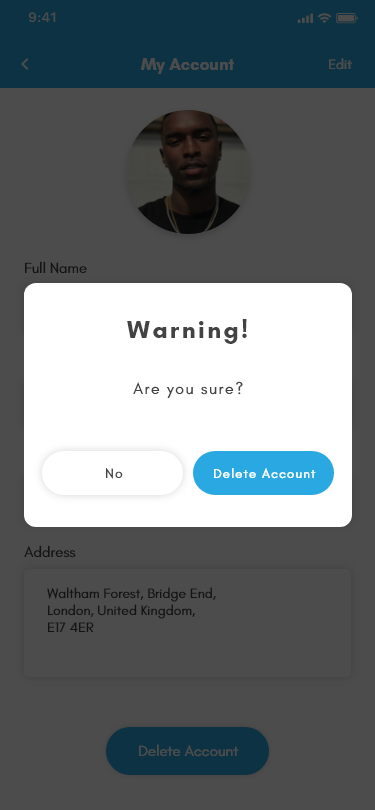 9:41
My Account
Edit
Full Name
Warning!
Are you sure?
No
Delete Account
Address
Waltham Forest, Bridge End,
London, United Kingdom,
E17 4ER
Delete Account